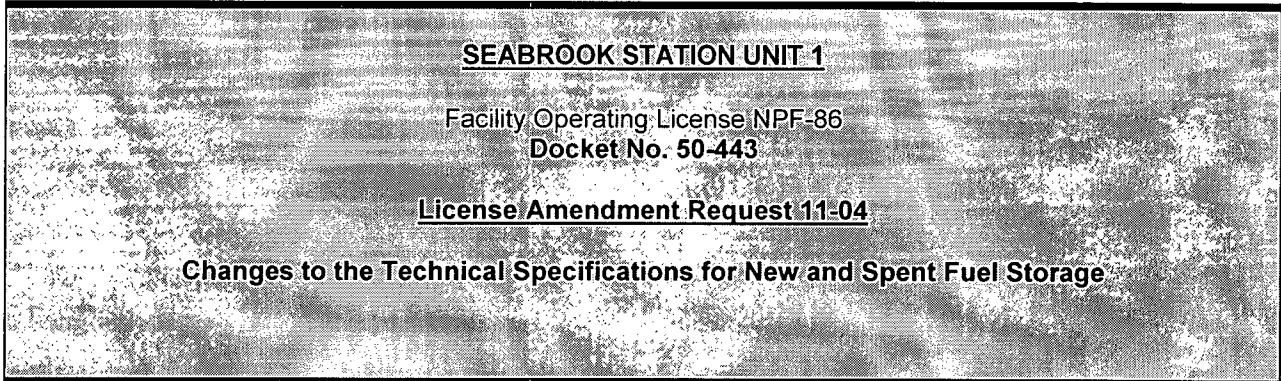 SEABROOK STATION UNIT 1
Facility Operating License NPF-86
Docket No. 50-443
License Amendment Request 11-04
Changes to the Technical Specifications for New and Spent Fuel Storage